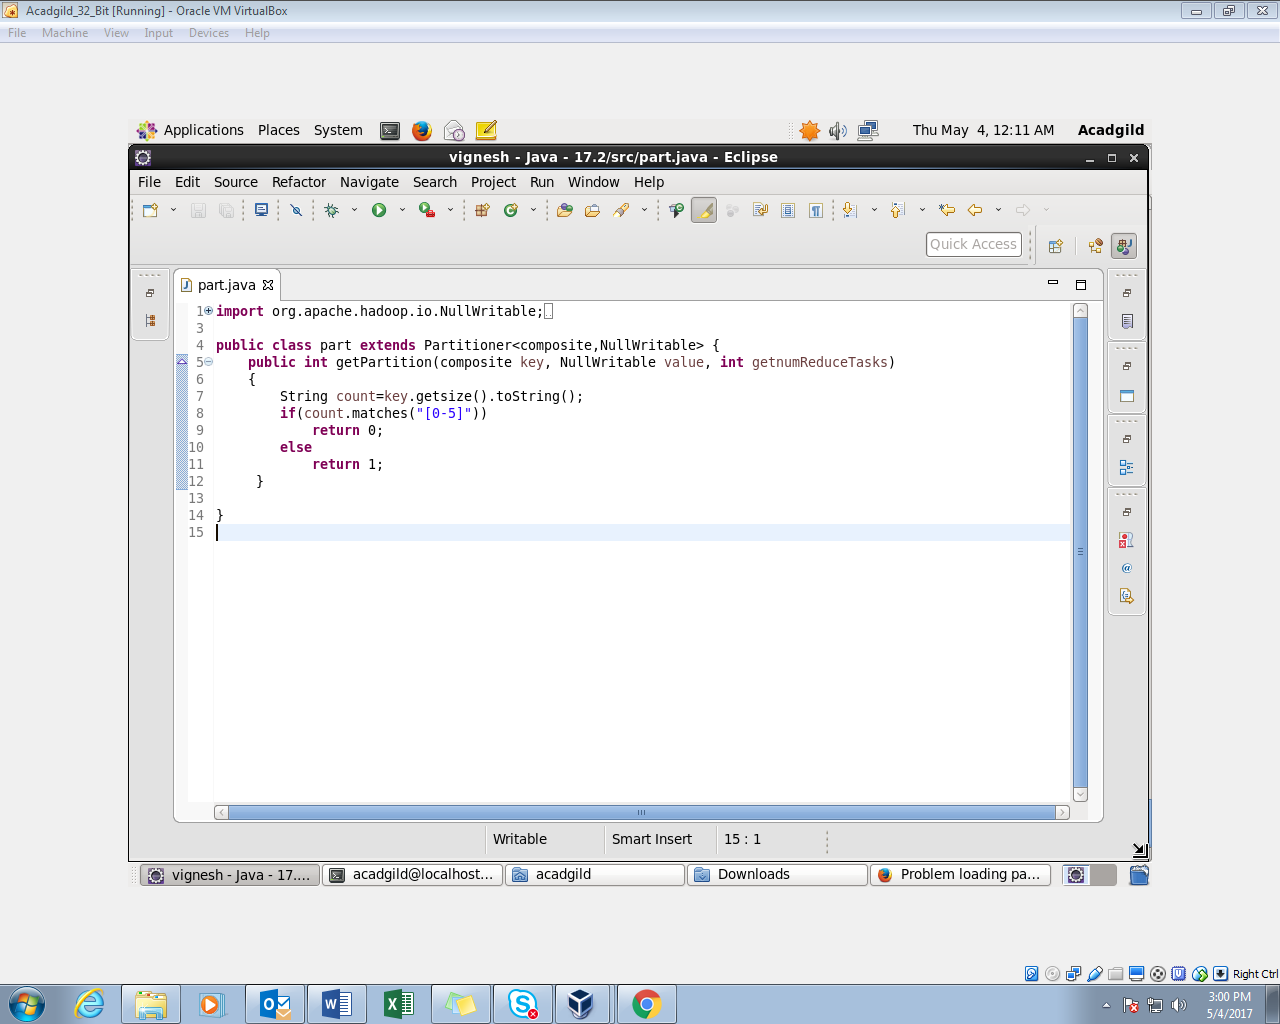 Acadgild_32_Bit [Running] - Oracle VM VirtualBox
File Machine View Input Devices Help
Applications Places System Thu May 4, 12:11 AM Acadgild
vignesh - Java - 17.2/src/part.java - Eclipse
File Edit Source Refactor Navigate Search Project Run Window Help
Quick Access
part.java
1 import org.apache.hadoop.io.NullWritable;
3
4 public class part extends Partitioner<composite,NullWritable> {
5 public int getPartition(composite key, NullWritable value, int getnumReduceTasks)
6 {
7 String count=key.getsize().toString();
8 if(count.matches("[0-5]"))
9 return 0;
10 else
11 return 1;
12 }
13
14 }
15
Writable Smart Insert 15 : 1
vignesh - Java - 17.... acadgild@localhost... acadgild Downloads Problem loading pa...
Right Ctrl
3:00 PM
5/4/2017